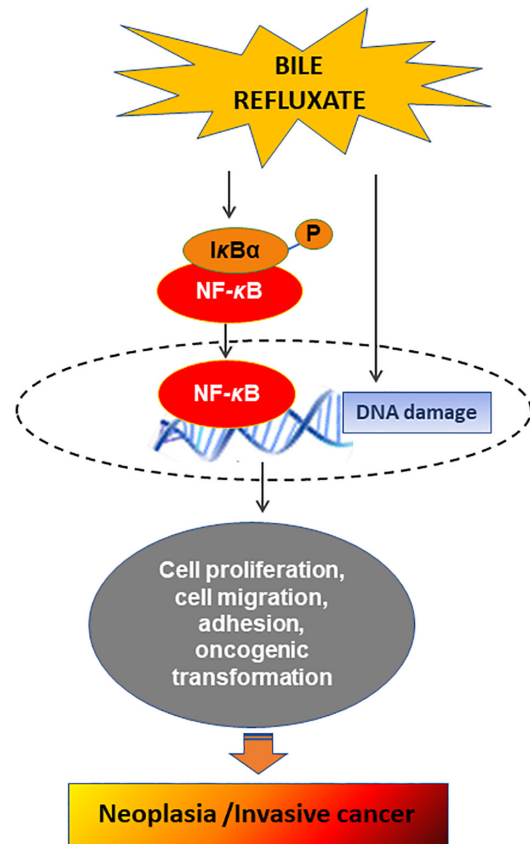 BILE
REFLUXATE
P
IκBα
NF-κB
NF-κB
DNA damage
Cell proliferation,
cell migration,
adhesion,
oncogenic
transformation
Neoplasia /Invasive cancer